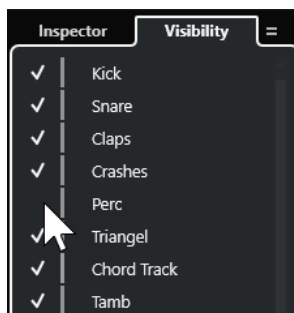 Inspector Visibility
Kick
Snare
Claps
Crashes
Perc
Triangel
Chord Track
Tamb